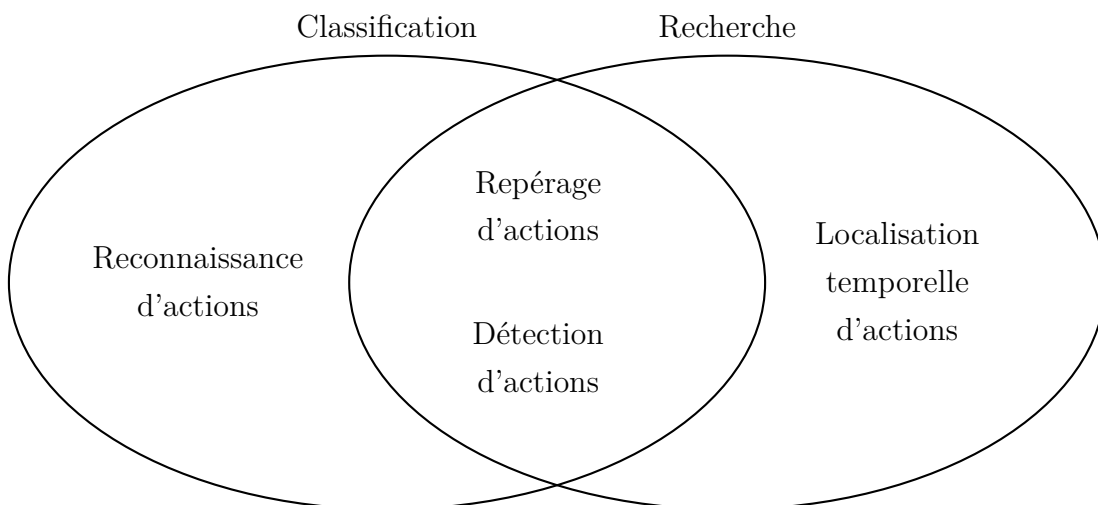 Classification
Recherche
Reconnaissance
d'actions
Repérage
d'actions
Détection
d'actions
Localisation
temporelle
d'actions